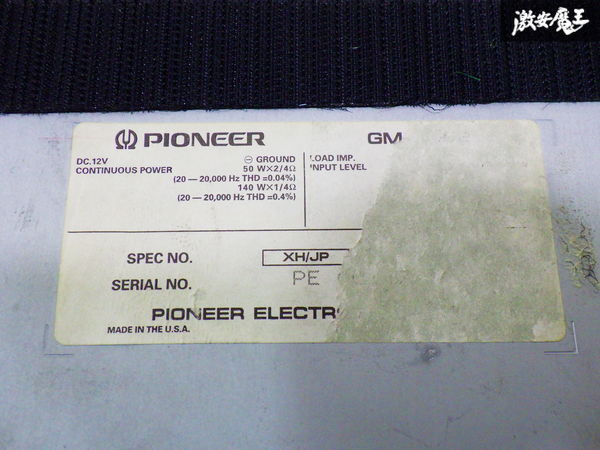 激安魔王
PIONEER GM
DC.12V ⊖ GROUND LOAD IMP.
CONTINUOUS POWER 50 W×2/4Ω INPUT LEVEL
(20 — 20,000 Hz THD =0.04%)
140 W×1/4Ω
(20 — 20,000 Hz THD =0.4%)
SPEC NO. XH/JP
SERIAL NO. PE
PIONEER ELECTR
MADE IN THE U.S.A.